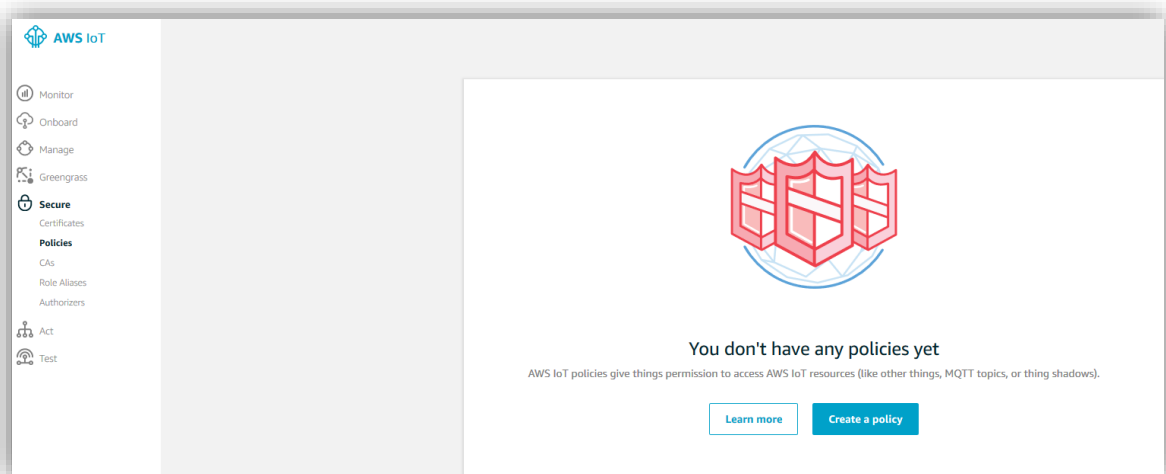 AWS IoT
Monitor
Onboard
Manage
Greengrass
Secure
Certificates
Policies
CAs
Role Aliases
Authorizers
Act
Test
You don't have any policies yet
AWS IoT policies give things permission to access AWS IoT resources (like other things, MQTT topics, or thing shadows).
Learn more
Create a policy